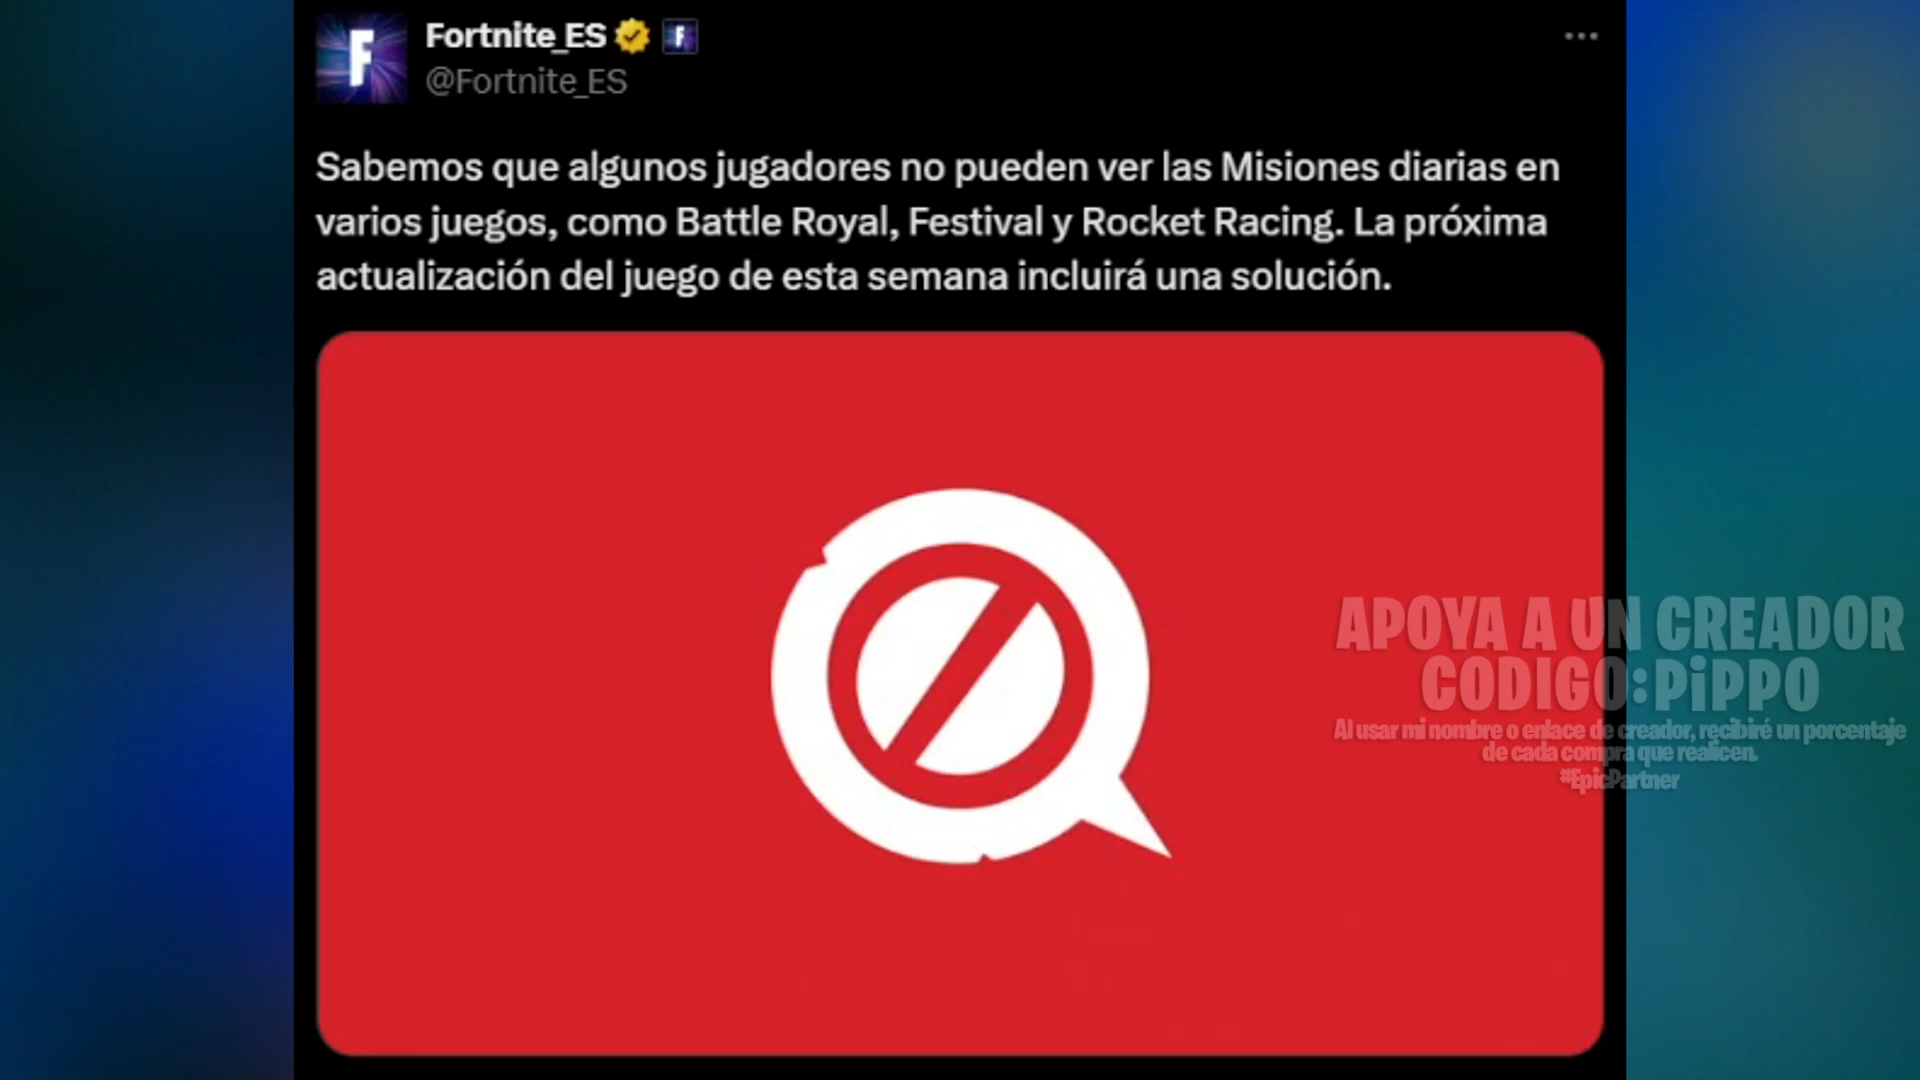 Fortnite_ES
@Fortnite_ES
Sabemos que algunos jugadores no pueden ver las Misiones diarias en
varios juegos, como Battle Royal, Festival y Rocket Racing. La próxima
actualización del juego de esta semana incluirá una solución.
APOYA A UN CREADOR
CODIGO:PiPPO
Al usar mi nombre o enlace de creador, recibiré un porcentaje
de cada compra que realicen.
#EpicPartner